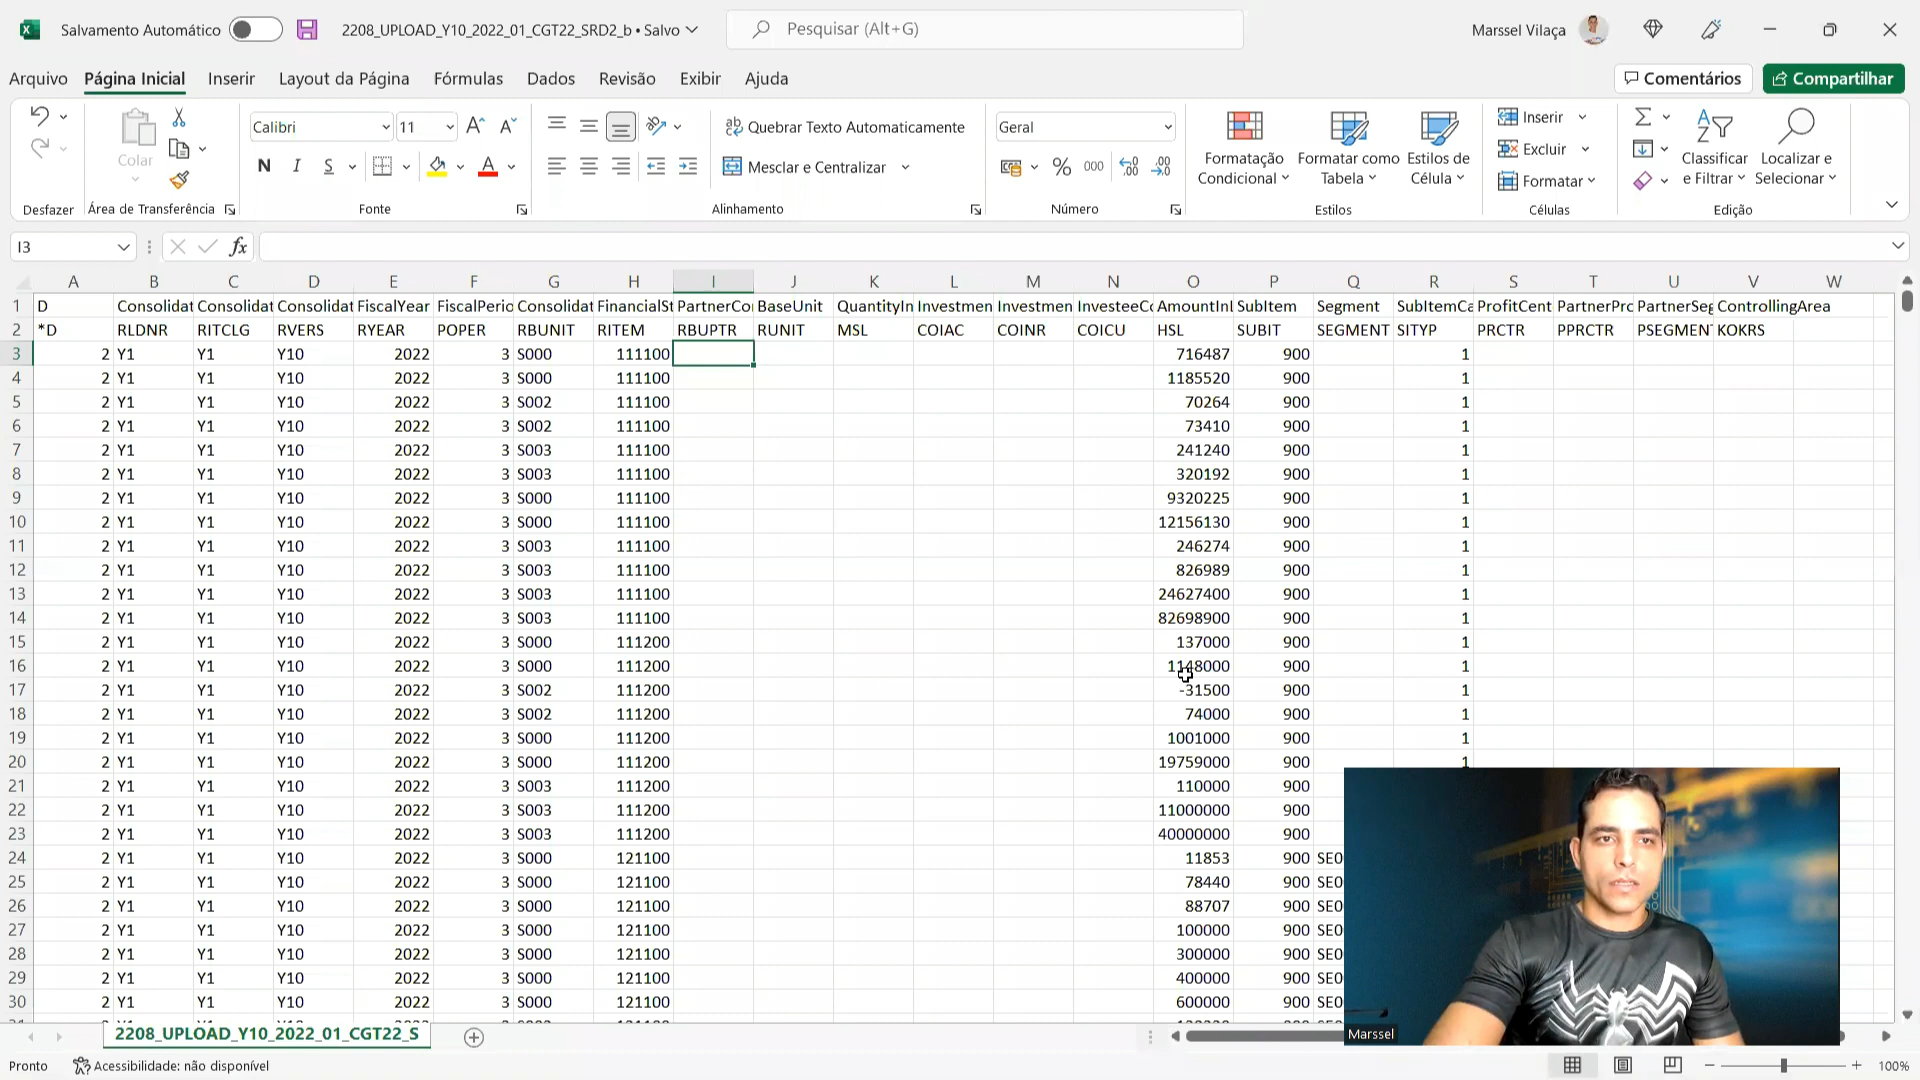 Salvamento Automático
2208_UPLOAD_Y10_2022_01_CGT22_SRD2_b • Salvo
Pesquisar (Alt+G)
Marssel Vilaça
Arquivo Página Inicial Inserir Layout da Página Fórmulas Dados Revisão Exibir Ajuda
Comentários Compartilhar
Colar
Calibri 11
N I S
Quebrar Texto Automaticamente
Mesclar e Centralizar
Geral
% 000
Formatação Condicional
Formatar como Tabela
Estilos de Célula
Inserir
Excluir
Formatar
Classificar e Filtrar
Localizar e Selecionar
Desfazer Área de Transferência Fonte Alinhamento Número Estilos Células Edição
I3 fx
A B C D E F G H I J K L M N O P Q R S T U V W
1 D Consolidat Consolidat Consolidat FiscalYear FiscalPeric Consolidat FinancialSt PartnerCor BaseUnit QuantityIn Investmen Investmen InvesteeCc AmountInL SubItem Segment SubItemCa ProfitCent PartnerPrc PartnerSeg ControllingArea
2 *D RLDNR RITCLG RVERS RYEAR POPER RBUNIT RITEM RBUPTR RUNIT MSL COIAC COINR COICU HSL SUBIT SEGMENT SITYP PRCTR PPRCTR PSEGMENT KOKRS
3 2 Y1 Y1 Y10 2022 3 S000 111100 716487 900 1
4 2 Y1 Y1 Y10 2022 3 S000 111100 1185520 900 1
5 2 Y1 Y1 Y10 2022 3 S002 111100 70264 900 1
6 2 Y1 Y1 Y10 2022 3 S002 111100 73410 900 1
7 2 Y1 Y1 Y10 2022 3 S003 111100 241240 900 1
8 2 Y1 Y1 Y10 2022 3 S003 111100 320192 900 1
9 2 Y1 Y1 Y10 2022 3 S000 111100 9320225 900 1
10 2 Y1 Y1 Y10 2022 3 S000 111100 12156130 900 1
11 2 Y1 Y1 Y10 2022 3 S003 111100 246274 900 1
12 2 Y1 Y1 Y10 2022 3 S003 111100 826989 900 1
13 2 Y1 Y1 Y10 2022 3 S003 111100 24627400 900 1
14 2 Y1 Y1 Y10 2022 3 S003 111100 82698900 900 1
15 2 Y1 Y1 Y10 2022 3 S000 111200 137000 900 1
16 2 Y1 Y1 Y10 2022 3 S000 111200 1148000 900 1
17 2 Y1 Y1 Y10 2022 3 S002 111200 -31500 900 1
18 2 Y1 Y1 Y10 2022 3 S002 111200 74000 900 1
19 2 Y1 Y1 Y10 2022 3 S000 111200 1001000 900 1
20 2 Y1 Y1 Y10 2022 3 S000 111200 19759000 900 1
21 2 Y1 Y1 Y10 2022 3 S003 111200 110000 900
22 2 Y1 Y1 Y10 2022 3 S003 111200 11000000 900
23 2 Y1 Y1 Y10 2022 3 S003 111200 40000000 900
24 2 Y1 Y1 Y10 2022 3 S000 121100 11853 900 SE0
25 2 Y1 Y1 Y10 2022 3 S000 121100 78440 900 SE0
26 2 Y1 Y1 Y10 2022 3 S000 121100 88707 900 SE0
27 2 Y1 Y1 Y10 2022 3 S000 121100 100000 900 SE0
28 2 Y1 Y1 Y10 2022 3 S000 121100 300000 900 SE0
29 2 Y1 Y1 Y10 2022 3 S000 121100 400000 900 SE0
30 2 Y1 Y1 Y10 2022 3 S000 121100 600000 900 SE0
Marssel
2208_UPLOAD_Y10_2022_01_CGT22_S
Pronto Acessibilidade: não disponível 100%